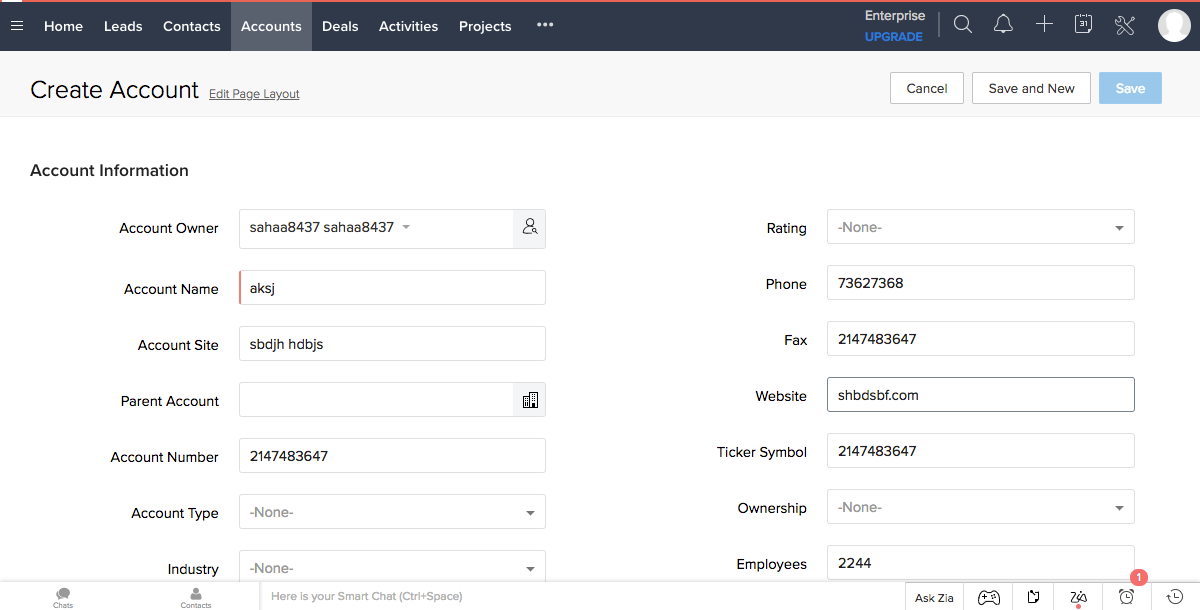 Home Leads Contacts Accounts Deals Activities Projects ••• Enterprise
UPGRADE
31
Create Account Edit Page Layout Cancel Save and New Save
Account Information
Account Owner sahaa8437 sahaa8437 Rating -None-
Account Name aksj Phone 73627368
Account Site sbdjh hdbjs Fax 2147483647
Parent Account Website shbdsbf.com
Account Number 2147483647 Ticker Symbol 2147483647
Account Type -None- Ownership -None-
Industry -None- Employees 2244
1
Chats Contacts Here is your Smart Chat (Ctrl+Space) Ask Zia